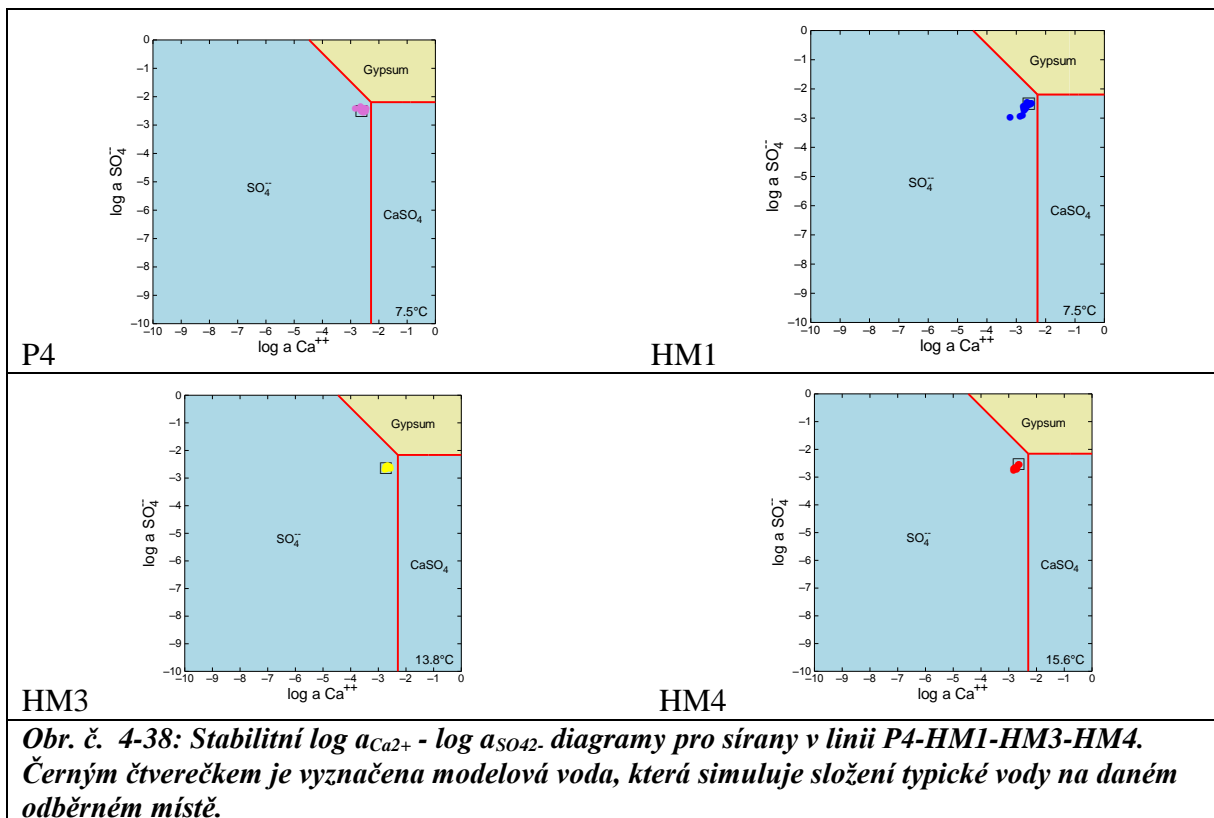 0
−1
−2
−3
−4
−5
−6
−7
−8
−9
−10
log a SO₄⁻⁻
Gypsum
SO₄⁻⁻
CaSO₄
7.5°C
−10 −9 −8 −7 −6 −5 −4 −3 −2 −1 0
log a Ca⁺⁺
P4
0
−1
−2
−3
−4
−5
−6
−7
−8
−9
−10
log a SO₄⁻⁻
Gypsum
SO₄⁻⁻
CaSO₄
7.5°C
−10 −9 −8 −7 −6 −5 −4 −3 −2 −1 0
log a Ca⁺⁺
HM1
0
−1
−2
−3
−4
−5
−6
−7
−8
−9
−10
log a SO₄⁻⁻
Gypsum
SO₄⁻⁻
CaSO₄
13.8°C
−10 −9 −8 −7 −6 −5 −4 −3 −2 −1 0
log a Ca⁺⁺
HM3
0
−1
−2
−3
−4
−5
−6
−7
−8
−9
−10
log a SO₄⁻⁻
Gypsum
SO₄⁻⁻
CaSO₄
15.6°C
−10 −9 −8 −7 −6 −5 −4 −3 −2 −1 0
log a Ca⁺⁺
HM4
Obr. č. 4-38: Stabilitní log aCa2+ - log aSO42- diagramy pro sírany v linii P4-HM1-HM3-HM4.
Černým čtverečkem je vyznačena modelová voda, která simuluje složení typické vody na daném
odběrném místě.